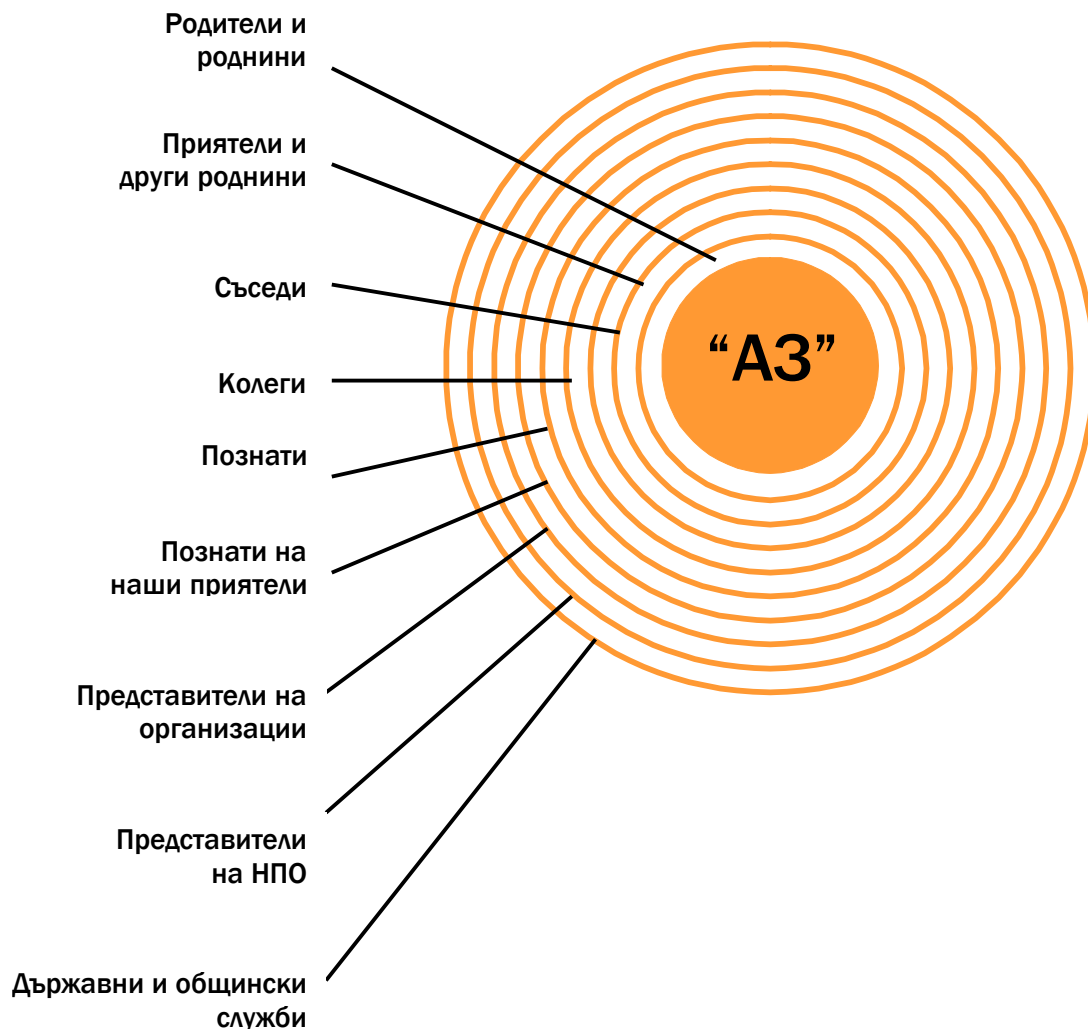 Родители и
роднини
Приятели и
други роднини
Съседи
“АЗ”
Колеги
Познати
Познати на
наши приятели
Представители на
организации
Представители
на НПО
Държавни и общински
служби